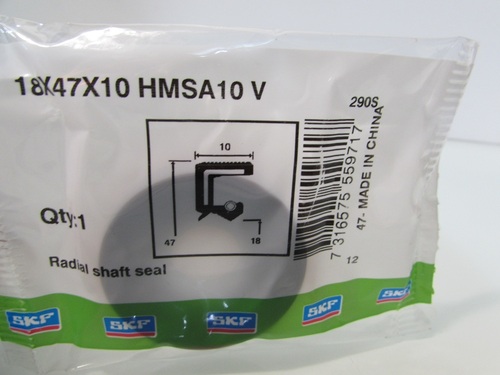 18X47X10 HMSA10 V
290S
10
47
18
7 316575 559717
47- MADE IN CHINA
12
Qty:1
Radial shaft seal
SKF SKF SKF SKF SKF